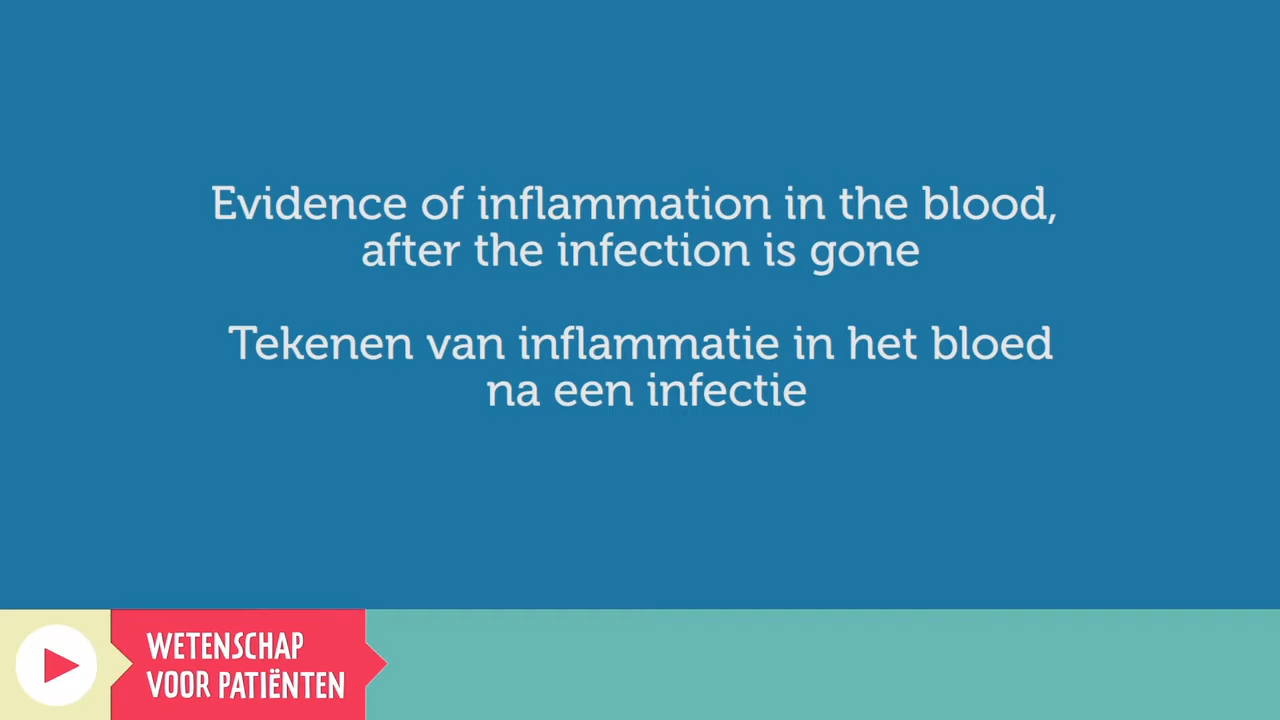 Evidence of inflammation in the blood,
after the infection is gone
Tekenen van inflammatie in het bloed
na een infectie
WETENSCHAP
VOOR PATIËNTEN